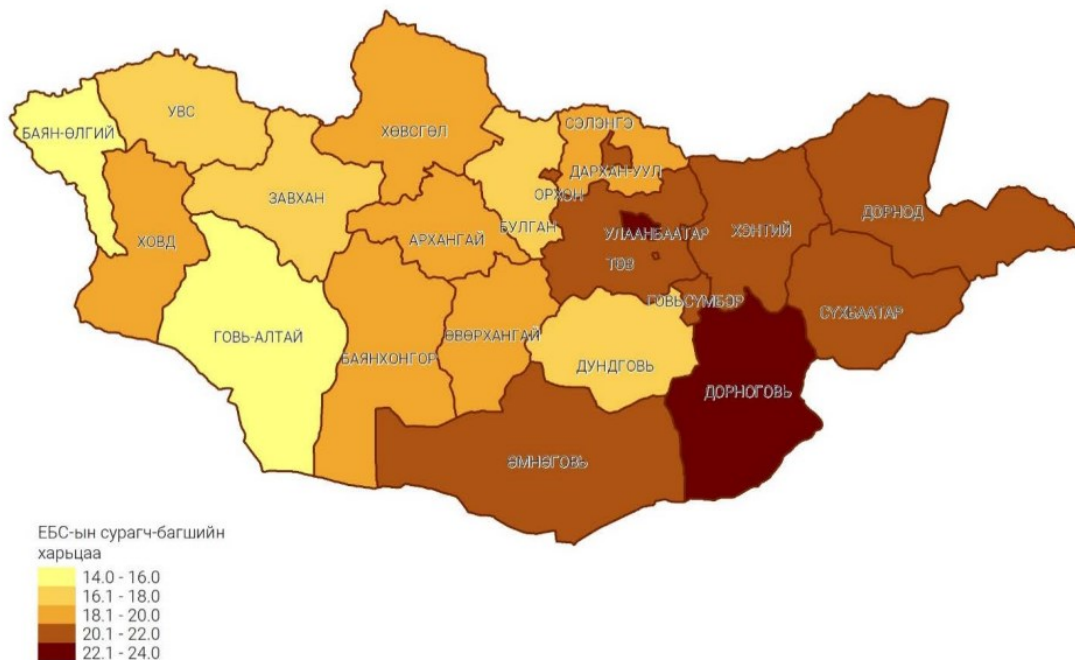 УВС
БАЯН-ӨЛГИЙ
ХӨВСГӨЛ
СЭЛЭНГЭ
ДАРХАН-УУЛ
ЗАВХАН
ОРХОН
ДОРНОД
БУЛГАН
УЛААНБААТАР
ХЭНТИЙ
ХОВД
АРХАНГАЙ
ТӨВ
ГОВЬСҮМБЭР
СҮХБААТАР
ГОВЬ-АЛТАЙ
БАЯНХОНГОР
ӨВӨРХАНГАЙ
ДУНДГОВЬ
ДОРНОГОВЬ
ӨМНӨГОВЬ
ЕБС-ын сурагч-багшийн
харьцаа
14.0 - 16.0
16.1 - 18.0
18.1 - 20.0
20.1 - 22.0
22.1 - 24.0